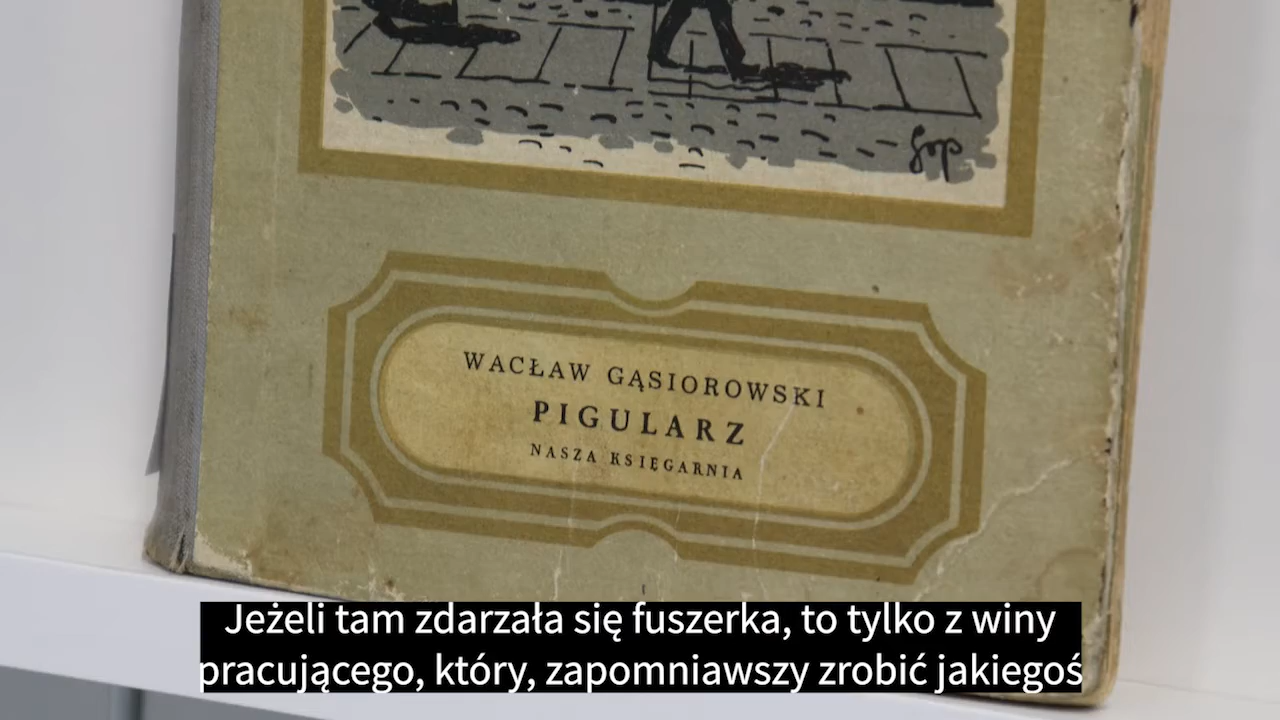 WACŁAW GĄSIOROWSKI
PIGULARZ
NASZA KSIĘGARNIA
Jeżeli tam zdarzała się fuszerka, to tylko z winy
pracującego, który, zapomniawszy zrobić jakiegoś